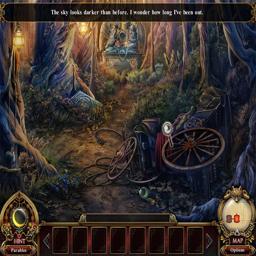 The sky looks darker than before. I wonder how long I've been out.
HINT
Parables
MAP
Options